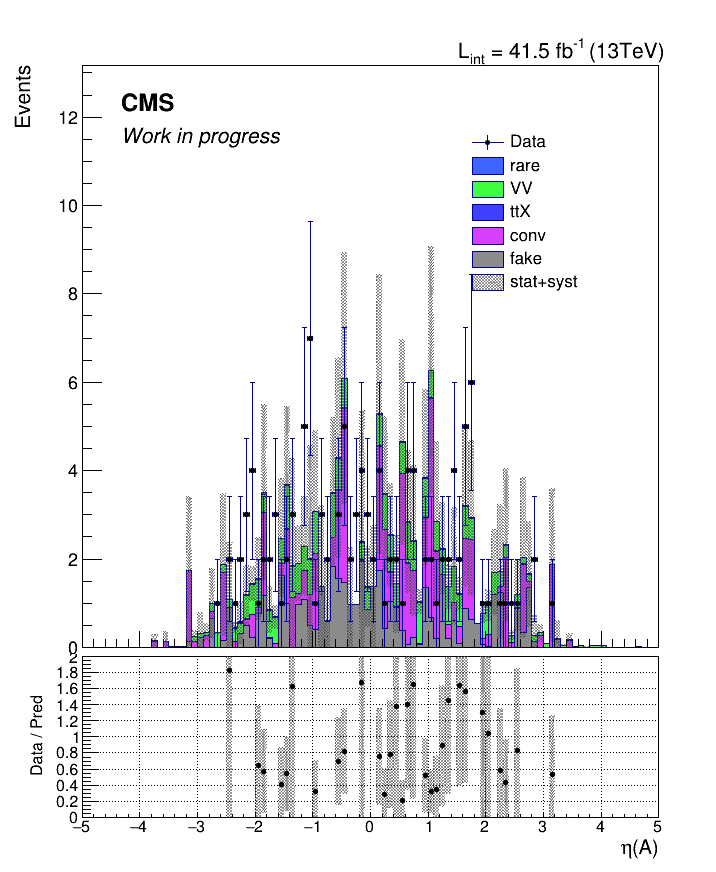 L_int = 41.5 fb^-1 (13TeV)
Events
CMS
Work in progress
Data
rare
VV
ttX
conv
fake
stat+syst
12
10
8
6
4
2
0
Data / Pred
2
1.8
1.6
1.4
1.2
1
0.8
0.6
0.4
0.2
0
−5 −4 −3 −2 −1 0 1 2 3 4 5
η(A)